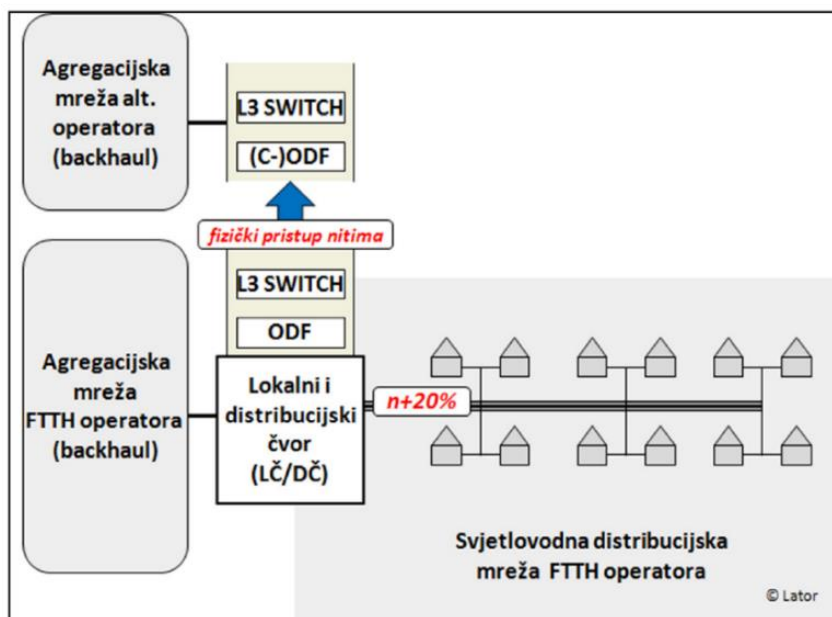 Agregacijska
mreža alt.
operatora
(backhaul)
L3 SWITCH
(C-)ODF
fizički pristup nitima
L3 SWITCH
ODF
Agregacijska
mreža
FTTH operatora
(backhaul)
Lokalni i
distribucijski
čvor
(LČ/DČ)
n+20%
Svjetlovodna distribucijska
mreža FTTH operatora
© Lator